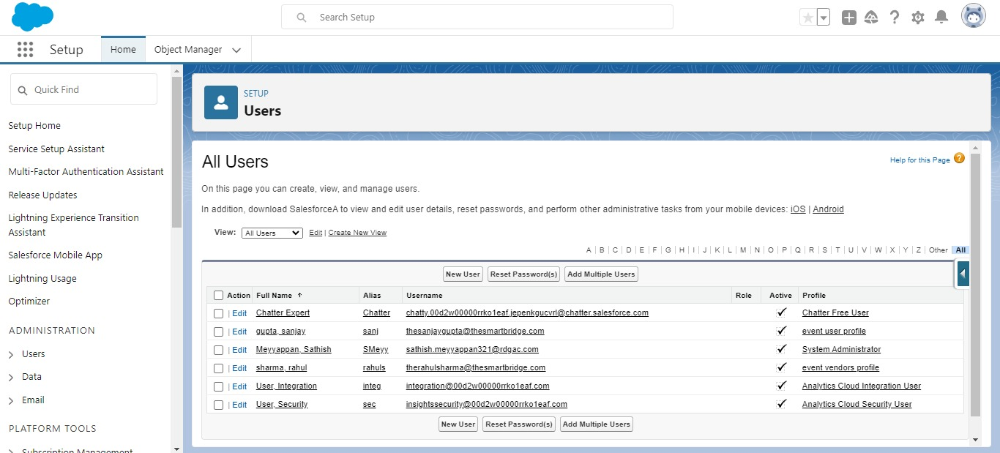 Search Setup
Setup
Home
Object Manager
Quick Find
Setup Home
Service Setup Assistant
Multi-Factor Authentication Assistant
Release Updates
Lightning Experience Transition
Assistant
Salesforce Mobile App
Lightning Usage
Optimizer
ADMINISTRATION
Users
Data
Email
PLATFORM TOOLS
Subscription Management
SETUP
Users
All Users
Help for this Page ?
On this page you can create, view, and manage users.
In addition, download SalesforceA to view and edit user details, reset passwords, and perform other administrative tasks from your mobile devices: iOS | Android
View: All Users Edit | Create New View
A | B | C | D | E | F | G | H | I | J | K | L | M | N | O | P | Q | R | S | T | U | V | W | X | Y | Z | Other All
New User Reset Password(s) Add Multiple Users
Action Full Name ↑ Alias Username Role Active Profile
| Edit Chatter Expert Chatter chatty.00d2w00000rrko1eaf.jepenkgucvrl@chatter.salesforce.com Chatter Free User
| Edit gupta, sanjay sanj thesanjaygupta@thesmartbridge.com event user profile
| Edit Meyyappan, Sathish SMeyy sathish.meyyappan321@rdgac.com System Administrator
| Edit sharma, rahul rahuls therahulsharma@thesmartbridge.com event vendors profile
| Edit User, Integration integ integration@00d2w00000rrko1eaf.com Analytics Cloud Integration User
| Edit User, Security sec insightssecurity@00d2w00000rrko1eaf.com Analytics Cloud Security User
New User Reset Password(s) Add Multiple Users